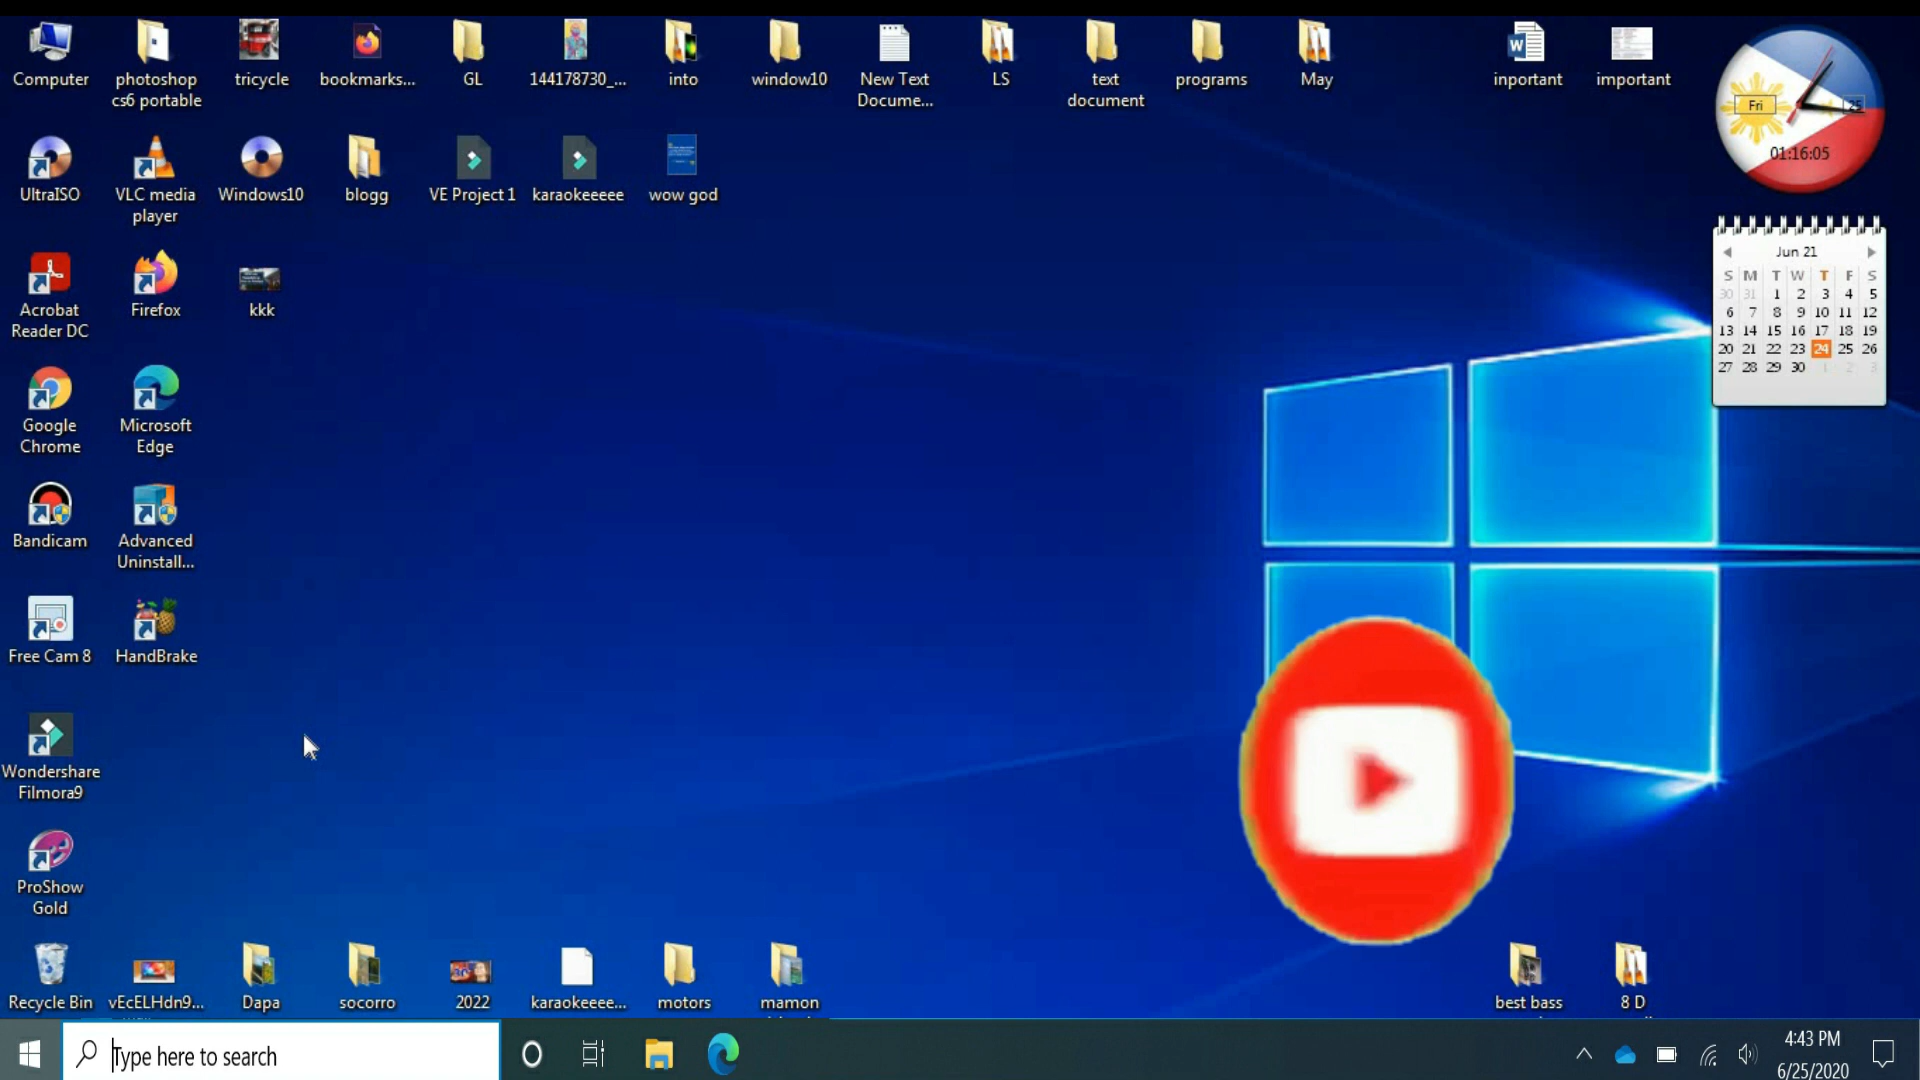 Computer
photoshop
cs6 portable
tricycle
bookmarks...
GL
144178730_...
into
window10
New Text
Docume...
LS
text
document
programs
May
inportant
important
Fri
25
01:16:05
UltraISO
VLC media
player
Windows10
blogg
VE Project 1
karaokeeeee
wow god
Jun 21
S M T W T F S
30 31 1 2 3 4 5
6 7 8 9 10 11 12
13 14 15 16 17 18 19
20 21 22 23 24 25 26
27 28 29 30 1 2 3
Acrobat
Reader DC
Firefox
kkk
Google
Chrome
Microsoft
Edge
Bandicam
Advanced
Uninstall...
Free Cam 8
HandBrake
Wondershare
Filmora9
ProShow
Gold
Recycle Bin
vEcELHdn9...
Dapa
socorro
2022
karaokeeee...
motors
mamon
best bass
8 D
Type here to search
4:43 PM
6/25/2020